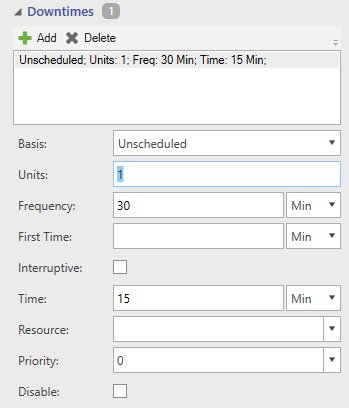 Downtimes 1
Add Delete
Unscheduled; Units: 1; Freq: 30 Min; Time: 15 Min;
Basis: Unscheduled
Units: 1
Frequency: 30 Min
First Time: Min
Interruptive:
Time: 15 Min
Resource:
Priority: 0
Disable: